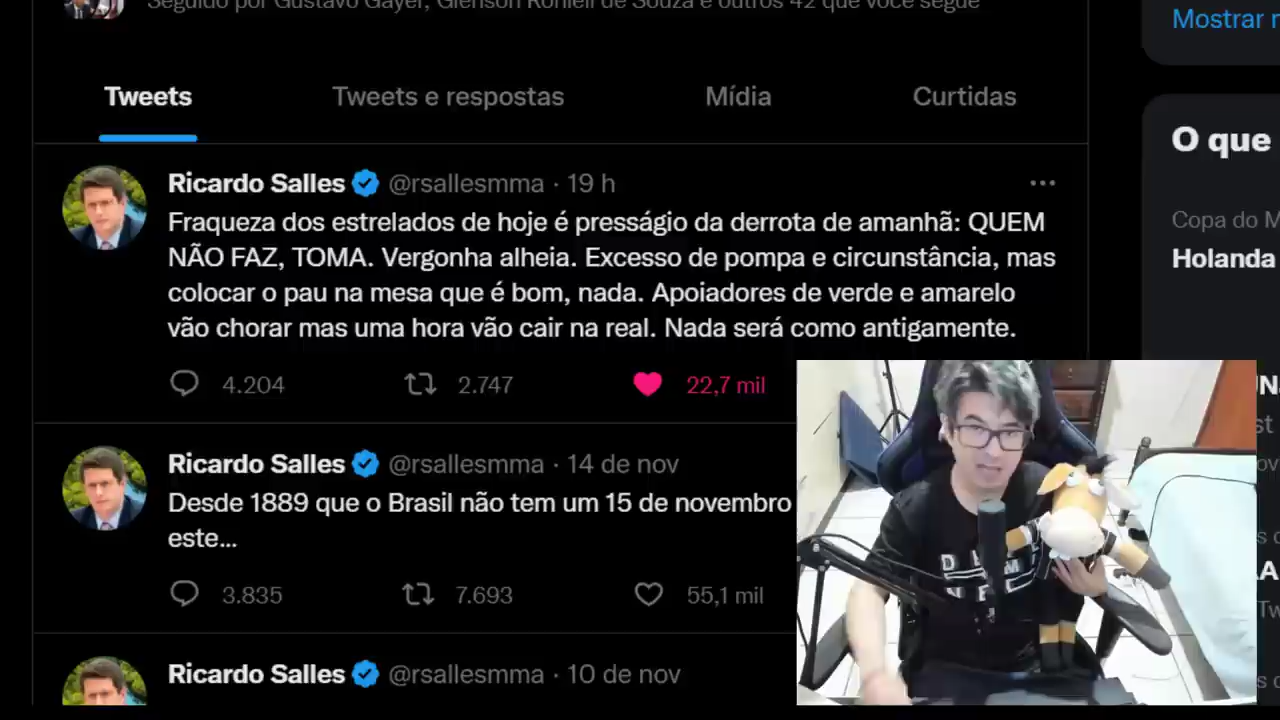 Seguido por Gustavo Gayer, Glenson Ronieli de Souza e outros 42 que você segue
Mostrar
Tweets
Tweets e respostas
Mídia
Curtidas
O que
Ricardo Salles @rsallesmma · 19 h
Fraqueza dos estrelados de hoje é presságio da derrota de amanhã: QUEM
NÃO FAZ, TOMA. Vergonha alheia. Excesso de pompa e circunstância, mas
colocar o pau na mesa que é bom, nada. Apoiadores de verde e amarelo
vão chorar mas uma hora vão cair na real. Nada será como antigamente.
Copa do M
Holanda
4.204
2.747
22,7 mil
Ricardo Salles @rsallesmma · 14 de nov
Desde 1889 que o Brasil não tem um 15 de novembro
este...
3.835
7.693
55,1 mil
Ricardo Salles @rsallesmma · 10 de nov